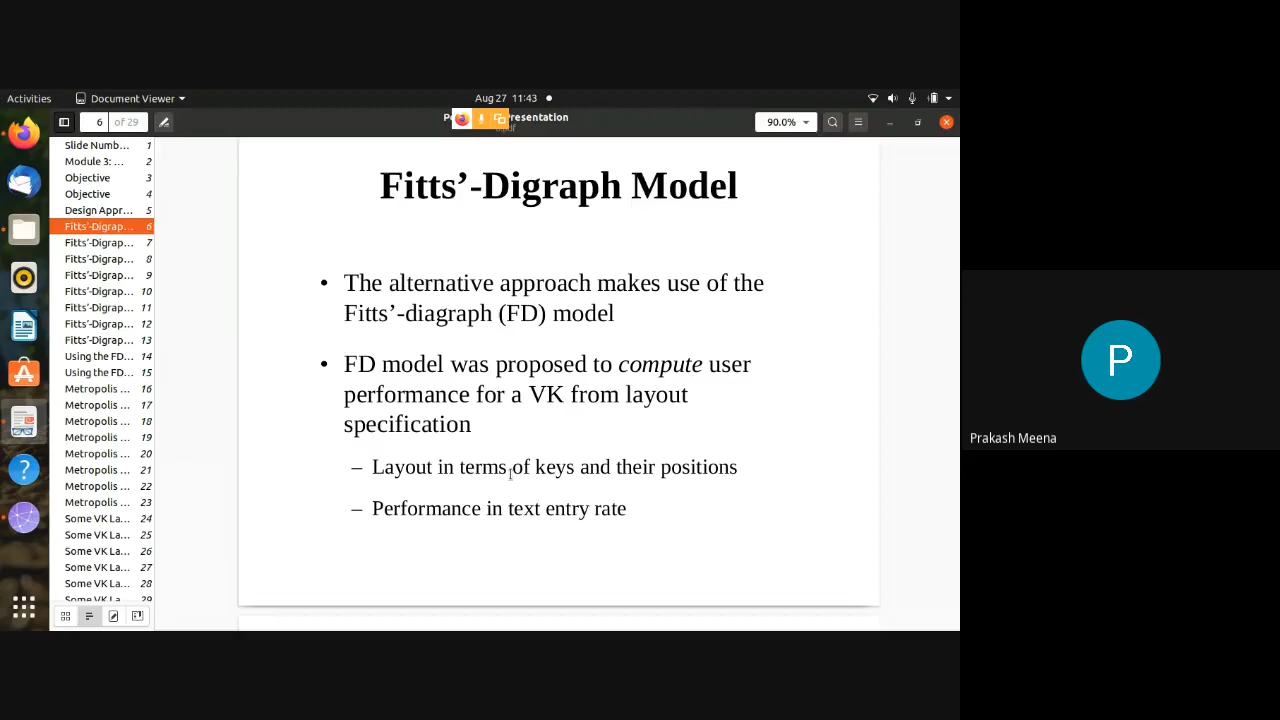 Activities Document Viewer Aug 27 11:43
6 of 29 Presentation 90.0%
Slide Numb... 1
Module 3: ... 2
Objective 3
Objective 4
Design Appr... 5
Fitts'-Digrap... 6
Fitts'-Digrap... 7
Fitts'-Digrap... 8
Fitts'-Digrap... 9
Fitts'-Digrap... 10
Fitts'-Digrap... 11
Fitts'-Digrap... 12
Fitts'-Digrap... 13
Using the FD... 14
Using the FD... 15
Metropolis ... 16
Metropolis ... 17
Metropolis ... 18
Metropolis ... 19
Metropolis ... 20
Metropolis ... 21
Metropolis ... 22
Metropolis ... 23
Some VK La... 24
Some VK La... 25
Some VK La... 26
Some VK La... 27
Some VK La... 28
Some VK La... 29
Fitts’-Digraph Model
• The alternative approach makes use of the
Fitts’-diagraph (FD) model
• FD model was proposed to compute user
performance for a VK from layout
specification
– Layout in terms of keys and their positions
– Performance in text entry rate
P
Prakash Meena